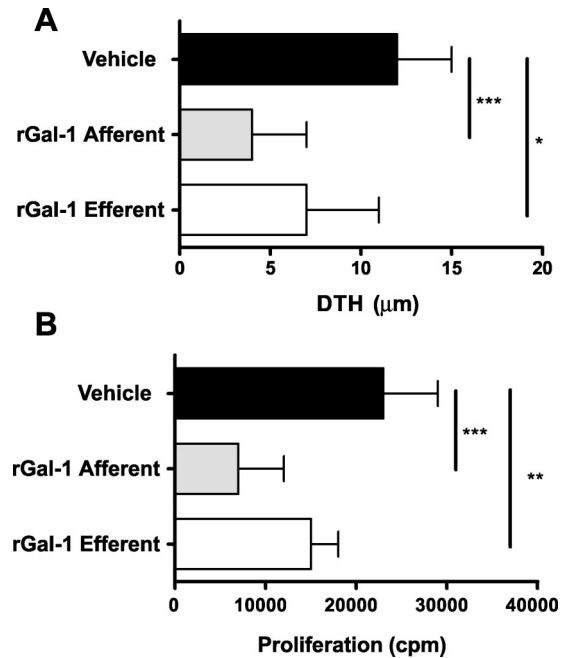 A
Vehicle
***
rGal-1 Afferent
*
rGal-1 Efferent
0 5 10 15 20
DTH (μm)
B
Vehicle
***
rGal-1 Afferent
**
rGal-1 Efferent
0 10000 20000 30000 40000
Proliferation (cpm)